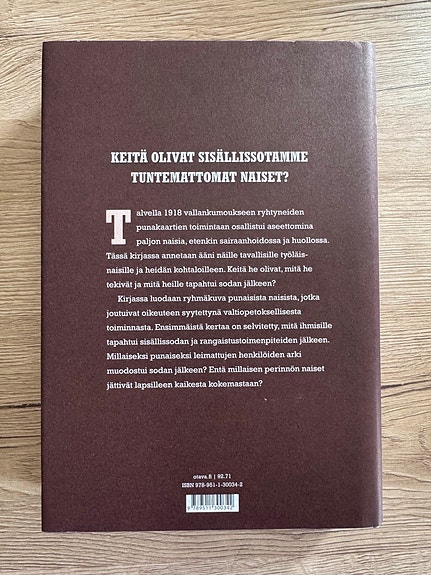 KEITÄ OLIVAT SISÄLLISSOTAMME
TUNTEMATTOMAT NAISET?
Talvella 1918 vallankumoukseen ryhtyneiden
punakaartien toimintaan osallistui aseettomina
paljon naisia, etenkin sairaanhoidossa ja huollossa.
Tässä kirjassa annetaan ääni näille tavallisille työläis-
naisille ja heidän kohtaloilleen. Keitä he olivat, mitä he
tekivät ja mitä heille tapahtui sodan jälkeen?
Kirjassa luodaan ryhmäkuva punaisista naisista, jotka
joutuivat oikeuteen syytettynä valtiopetoksellisesta
toiminnasta. Ensimmäistä kertaa on selvitetty, mitä ihmisille
tapahtui sisällissodan ja rangaistustoimenpiteiden jälkeen.
Millaiseksi punaiseksi leimattujen henkilöiden arki
muodostui sodan jälkeen? Entä millaisen perinnön naiset
jättivät lapsilleen kaikesta kokemastaan?
otava.fi | 92.71
ISBN 978-951-1-30034-2
9 789511 300342